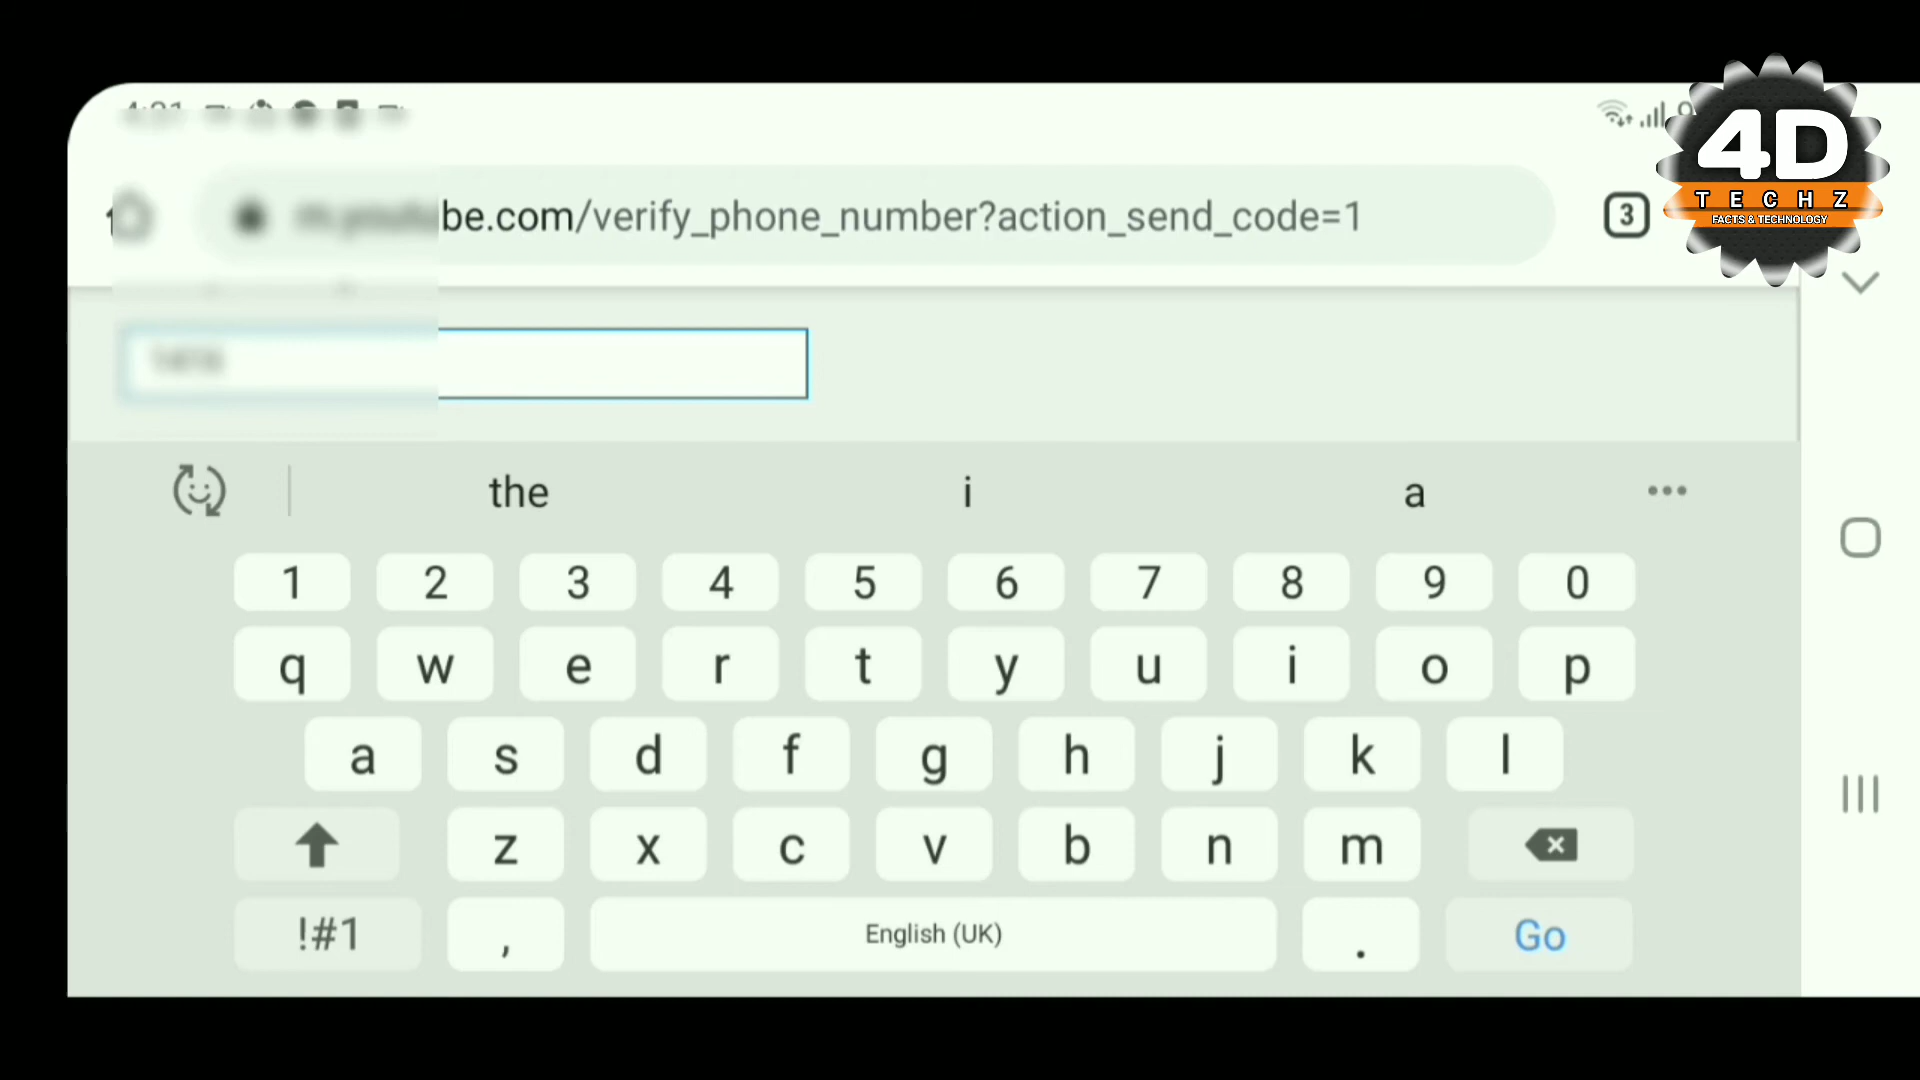 4D
TECHZ
FACTS & TECHNOLOGY
be.com/verify_phone_number?action_send_code=1
3
the i a
1 2 3 4 5 6 7 8 9 0
q w e r t y u i o p
a s d f g h j k l
z x c v b n m
!#1 , English (UK) . Go